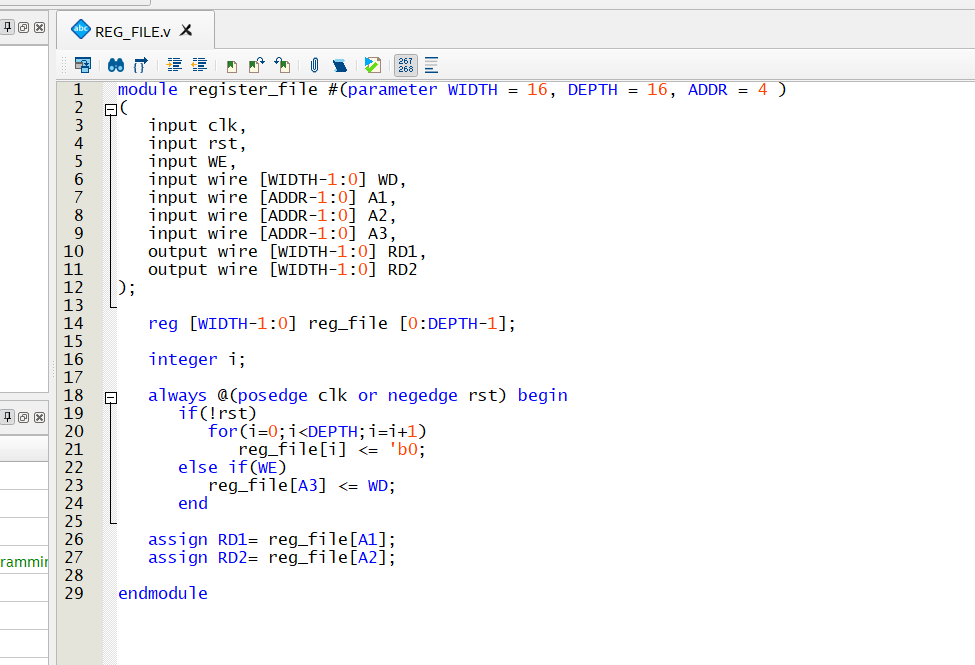 abc REG_FILE.v
267
268
1 module register_file #(parameter WIDTH = 16, DEPTH = 16, ADDR = 4 )
2 (
3 input clk,
4 input rst,
5 input WE,
6 input wire [WIDTH-1:0] WD,
7 input wire [ADDR-1:0] A1,
8 input wire [ADDR-1:0] A2,
9 input wire [ADDR-1:0] A3,
10 output wire [WIDTH-1:0] RD1,
11 output wire [WIDTH-1:0] RD2
12 );
13
14 reg [WIDTH-1:0] reg_file [0:DEPTH-1];
15
16 integer i;
17
18 always @(posedge clk or negedge rst) begin
19 if(!rst)
20 for(i=0;i<DEPTH;i=i+1)
21 reg_file[i] <= 'b0;
22 else if(WE)
23 reg_file[A3] <= WD;
24 end
25
26 assign RD1= reg_file[A1];
27 assign RD2= reg_file[A2];
28
29 endmodule